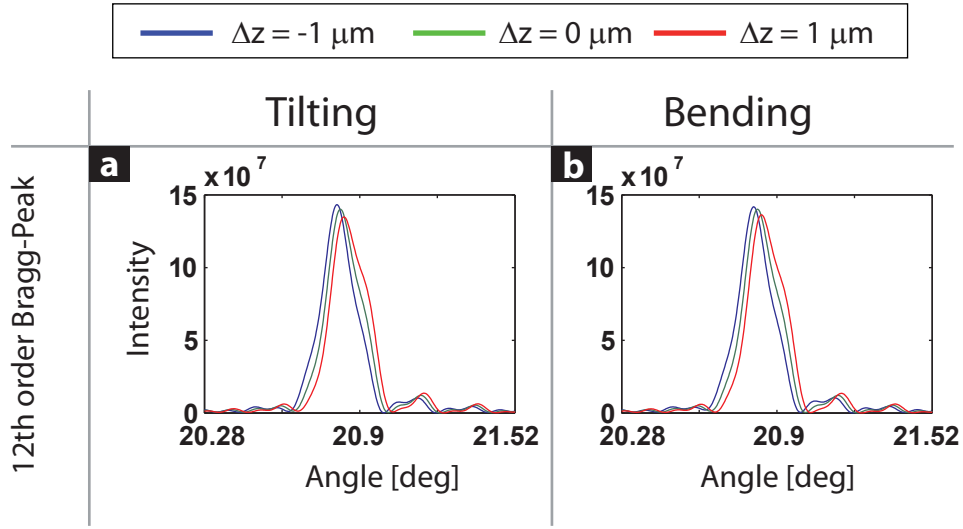 Δz = -1 μm Δz = 0 μm Δz = 1 μm
Tilting Bending
12th order Bragg-Peak
a
x 10 7
15
10
5
0
Intensity
20.28 20.9 21.52
Angle [deg]
b
x 10 7
15
10
5
0
20.28 20.9 21.52
Angle [deg]